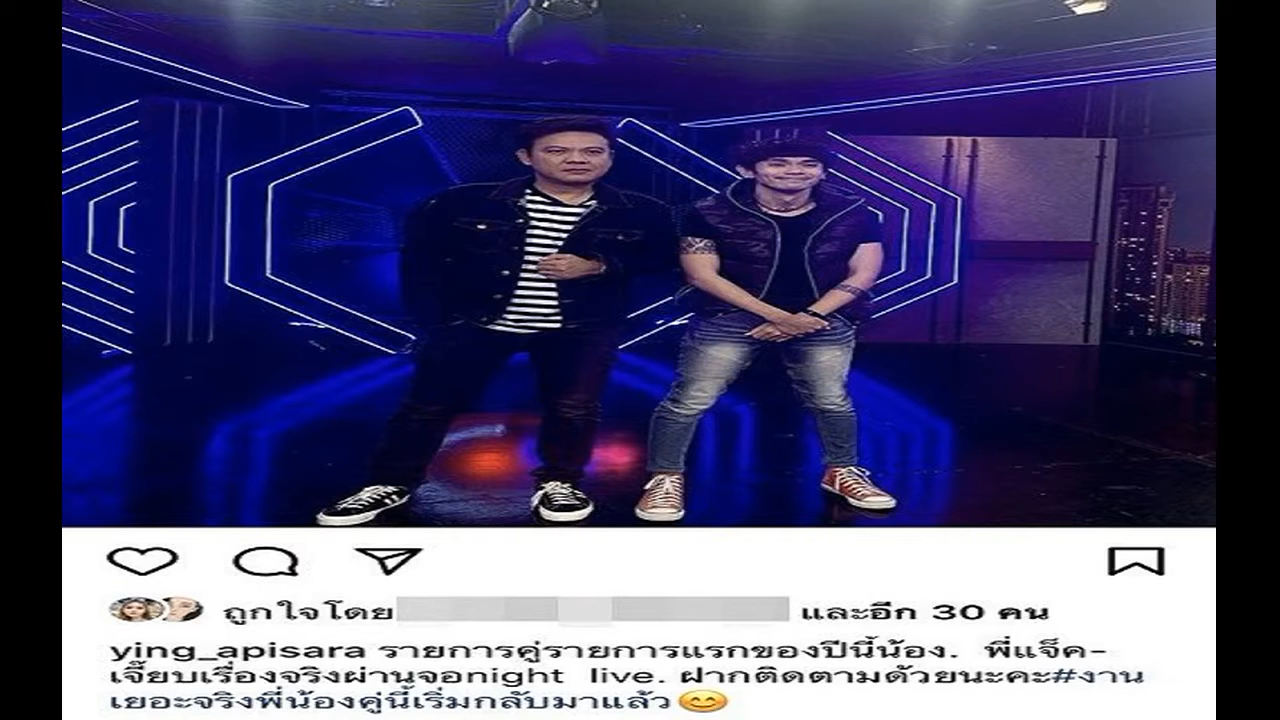 ถูกใจโดย และอีก 30 คน
ying_apisara รายการคู่รายการแรกของปีนี้น้อง. พี่แจ็ค-
เจี๊ยบเรื่องจริงผ่านจอnight live. ฝากติดตามด้วยนะคะ#งาน
เยอะจริงพี่น้องคู่นี้เริ่มกลับมาแล้ว😊